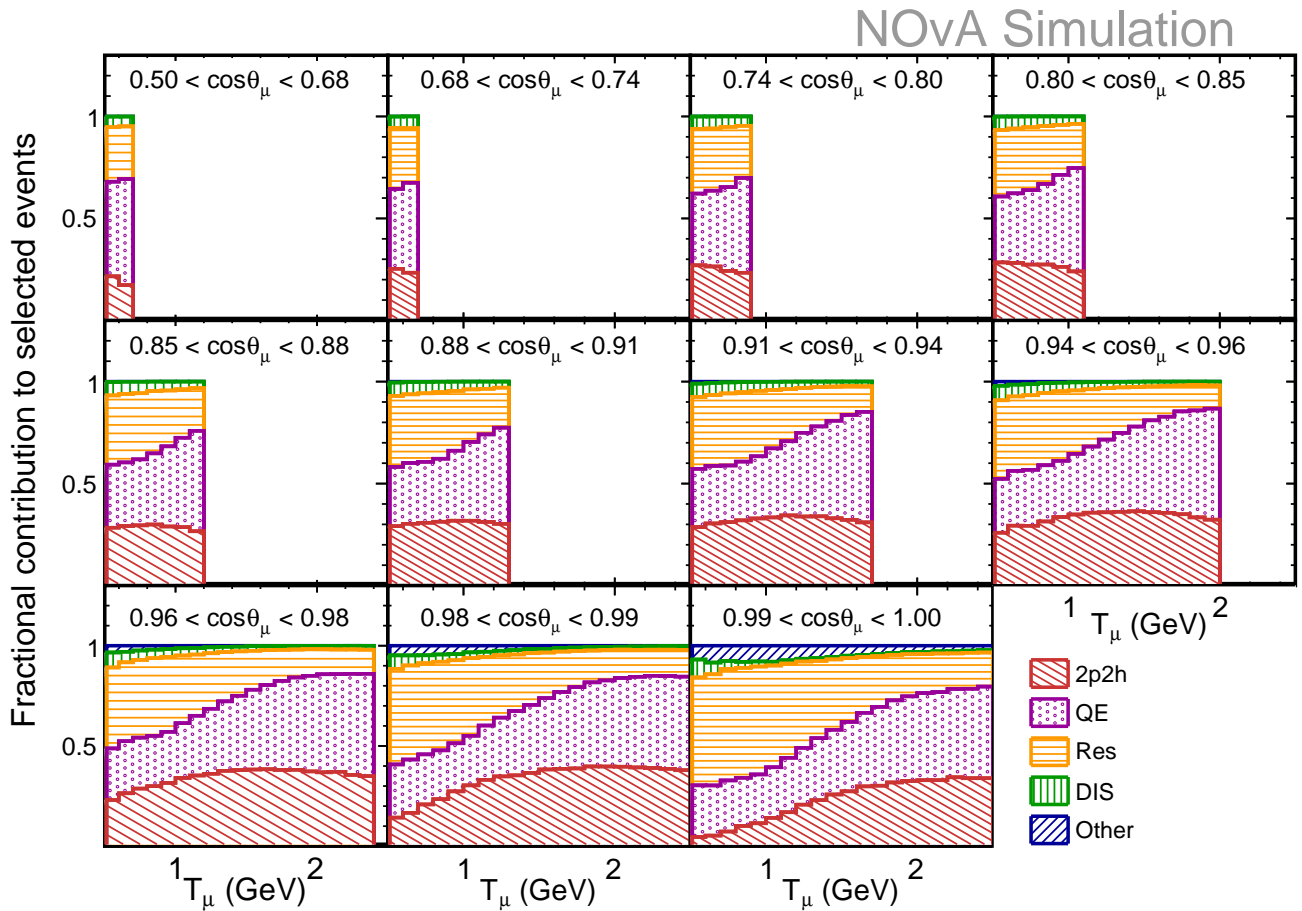 NOvA Simulation
Fractional contribution to selected events
0.50 < cosθμ < 0.68
0.68 < cosθμ < 0.74
0.74 < cosθμ < 0.80
0.80 < cosθμ < 0.85
1
0.5
0.85 < cosθμ < 0.88
0.88 < cosθμ < 0.91
0.91 < cosθμ < 0.94
0.94 < cosθμ < 0.96
1
0.5
1 2
Tμ (GeV)
0.96 < cosθμ < 0.98
0.98 < cosθμ < 0.99
0.99 < cosθμ < 1.00
1
0.5
1 2
Tμ (GeV)
1 2
Tμ (GeV)
1 2
Tμ (GeV)
2p2h
QE
Res
DIS
Other